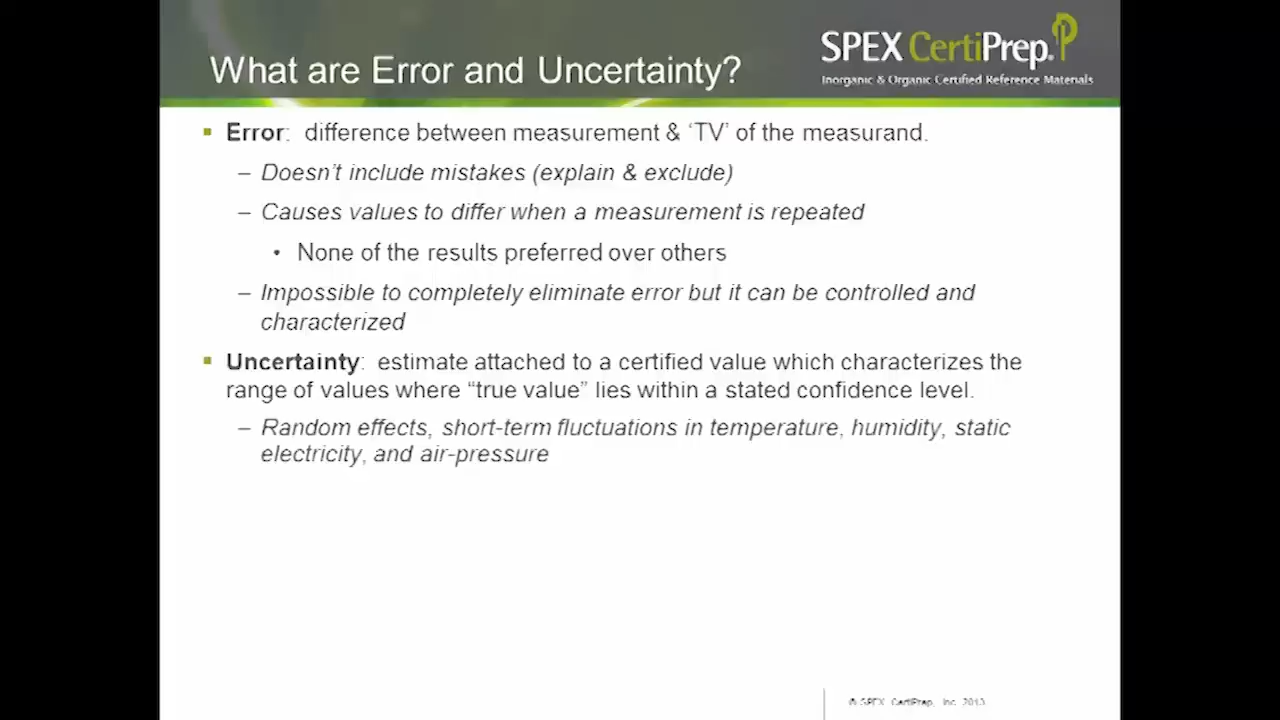 What are Error and Uncertainty?
SPEX CertiPrep.
Inorganic & Organic Certified Reference Materials
▪ Error: difference between measurement & ‘TV’ of the measurand.
– Doesn’t include mistakes (explain & exclude)
– Causes values to differ when a measurement is repeated
• None of the results preferred over others
– Impossible to completely eliminate error but it can be controlled and
characterized
▪ Uncertainty: estimate attached to a certified value which characterizes the
range of values where “true value” lies within a stated confidence level.
– Random effects, short-term fluctuations in temperature, humidity, static
electricity, and air-pressure
© SPEX CertiPrep, Inc.